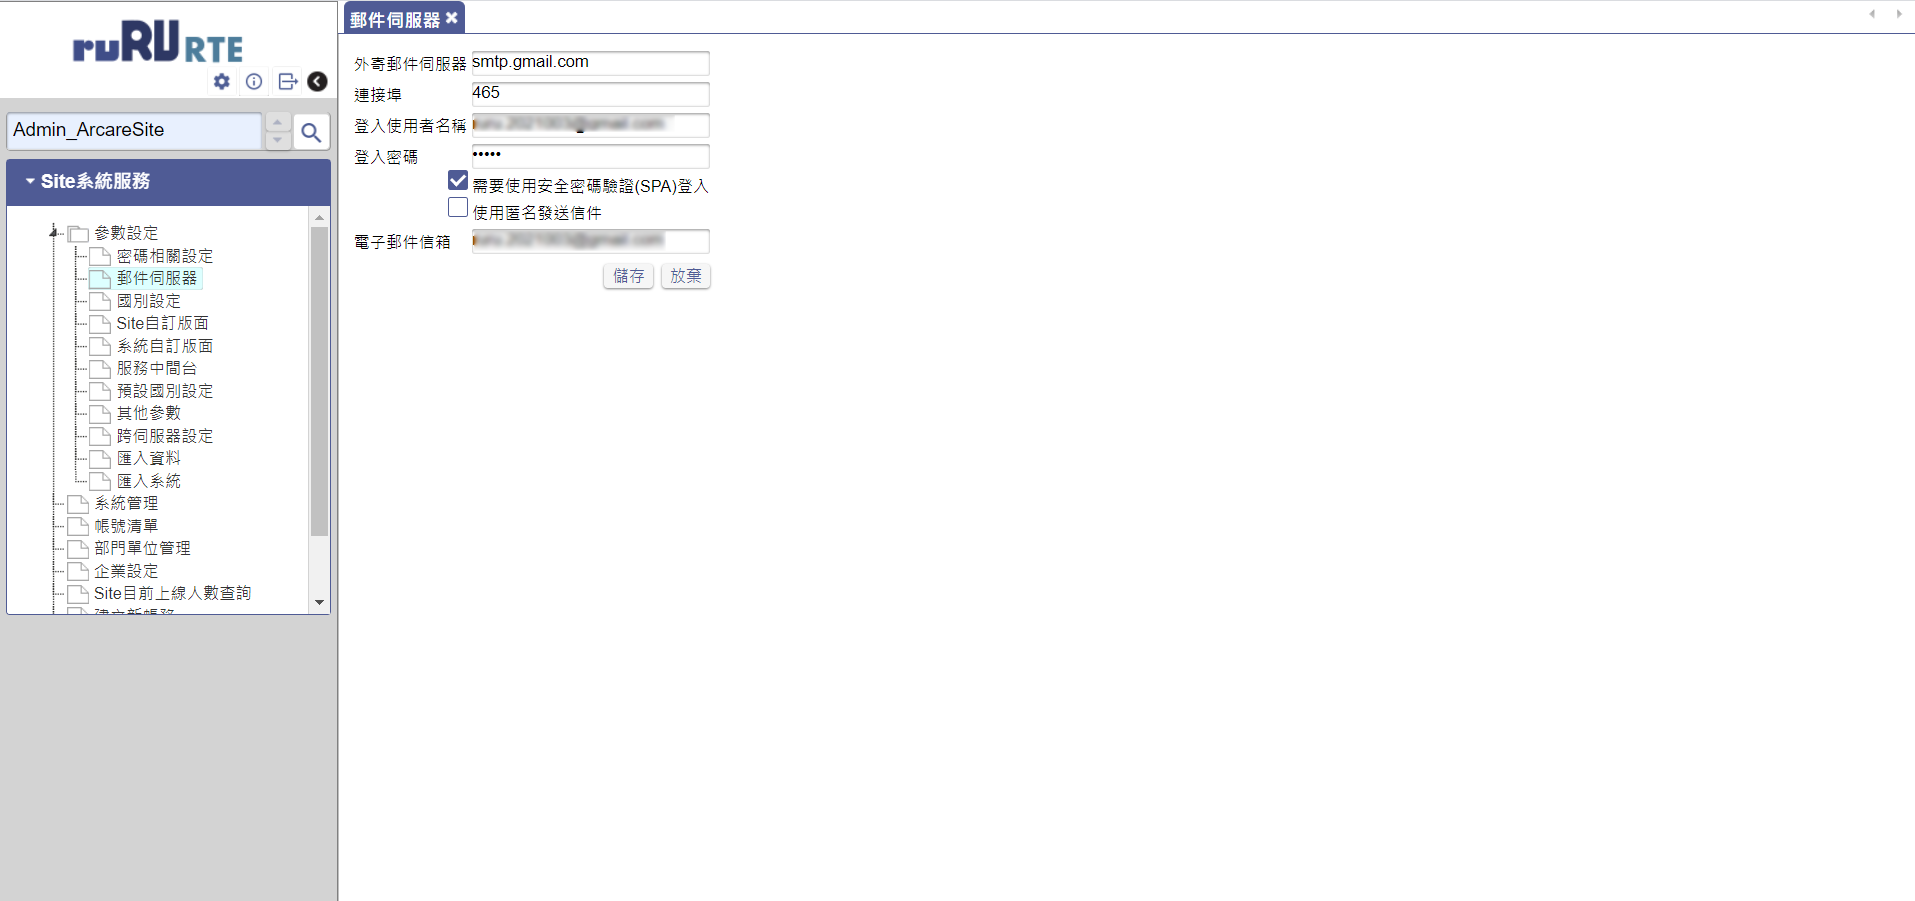 ruRU RTE
Admin_ArcareSite
Site系統服務
參數設定
密碼相關設定
郵件伺服器
國別設定
Site自訂版面
系統自訂版面
服務中間台
預設國別設定
其他參數
跨伺服器設定
匯入資料
匯入系統
系統管理
帳號清單
部門單位管理
企業設定
Site目前上線人數查詢
郵件伺服器
外寄郵件伺服器 smtp.gmail.com
連接埠 465
登入使用者名稱
登入密碼 •••••
需要使用安全密碼驗證(SPA)登入
使用匿名發送信件
電子郵件信箱
儲存 放棄